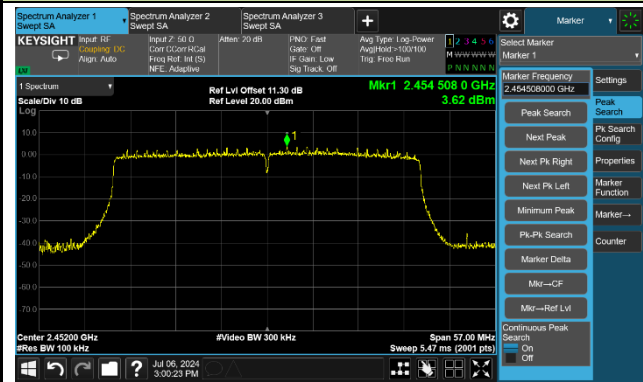 Spectrum Analyzer 1
Swept SA
Spectrum Analyzer 2
Swept SA
Spectrum Analyzer 3
Swept SA
Marker
KEYSIGHT
Input: RF
Coupling: DC
Align: Auto
Input Z: 50 Ω
Corr CCorr RCal
Freq Ref: Int (S)
NFE: Adaptive
Atten: 20 dB
PNO: Fast
Gate: Off
IF Gain: Low
Sig Track: Off
Avg Type: Log-Power
Avg|Hold:>100/100
Trig: Free Run
1 2 3 4 5 6
M W W W W W
P N N N N N
LXI
Select Marker
Marker 1
1 Spectrum
Scale/Div 10 dB
Log
Ref Lvl Offset 11.30 dB
Ref Level 20.00 dBm
Mkr1 2.454 508 0 GHz
3.62 dBm
Marker Frequency
2.454508000 GHz
Peak Search
Next Peak
Next Pk Right
Next Pk Left
Minimum Peak
Pk-Pk Search
Marker Delta
Mkr→CF
Mkr→Ref Lvl
Continuous Peak
Search
On
Off
Settings
Peak
Search
Pk Search
Config
Properties
Marker
Function
Marker→
Counter
1
10.0
0.00
-10.0
-20.0
-30.0
-40.0
-50.0
-60.0
-70.0
Center 2.45200 GHz
#Res BW 100 kHz
#Video BW 300 kHz
Span 57.00 MHz
Sweep 5.47 ms (2001 pts)
Jul 06, 2024
3:00:23 PM